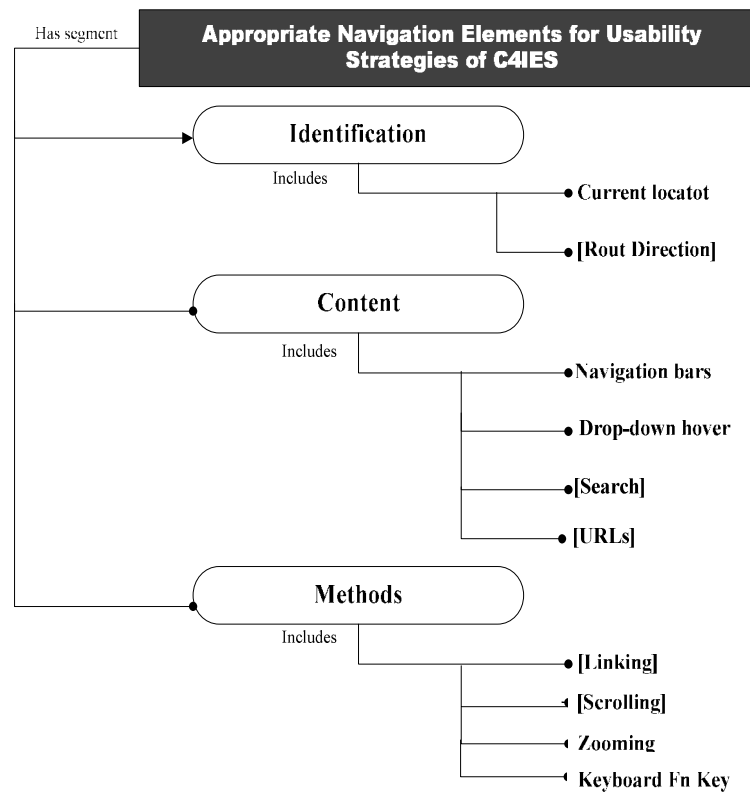 Has segment
Appropriate Navigation Elements for Usability
Strategies of C4IES
Identification
Includes
Current locatot
[Rout Direction]
Content
Includes
Navigation bars
Drop-down hover
[Search]
[URLs]
Methods
Includes
[Linking]
[Scrolling]
Zooming
Keyboard Fn Key